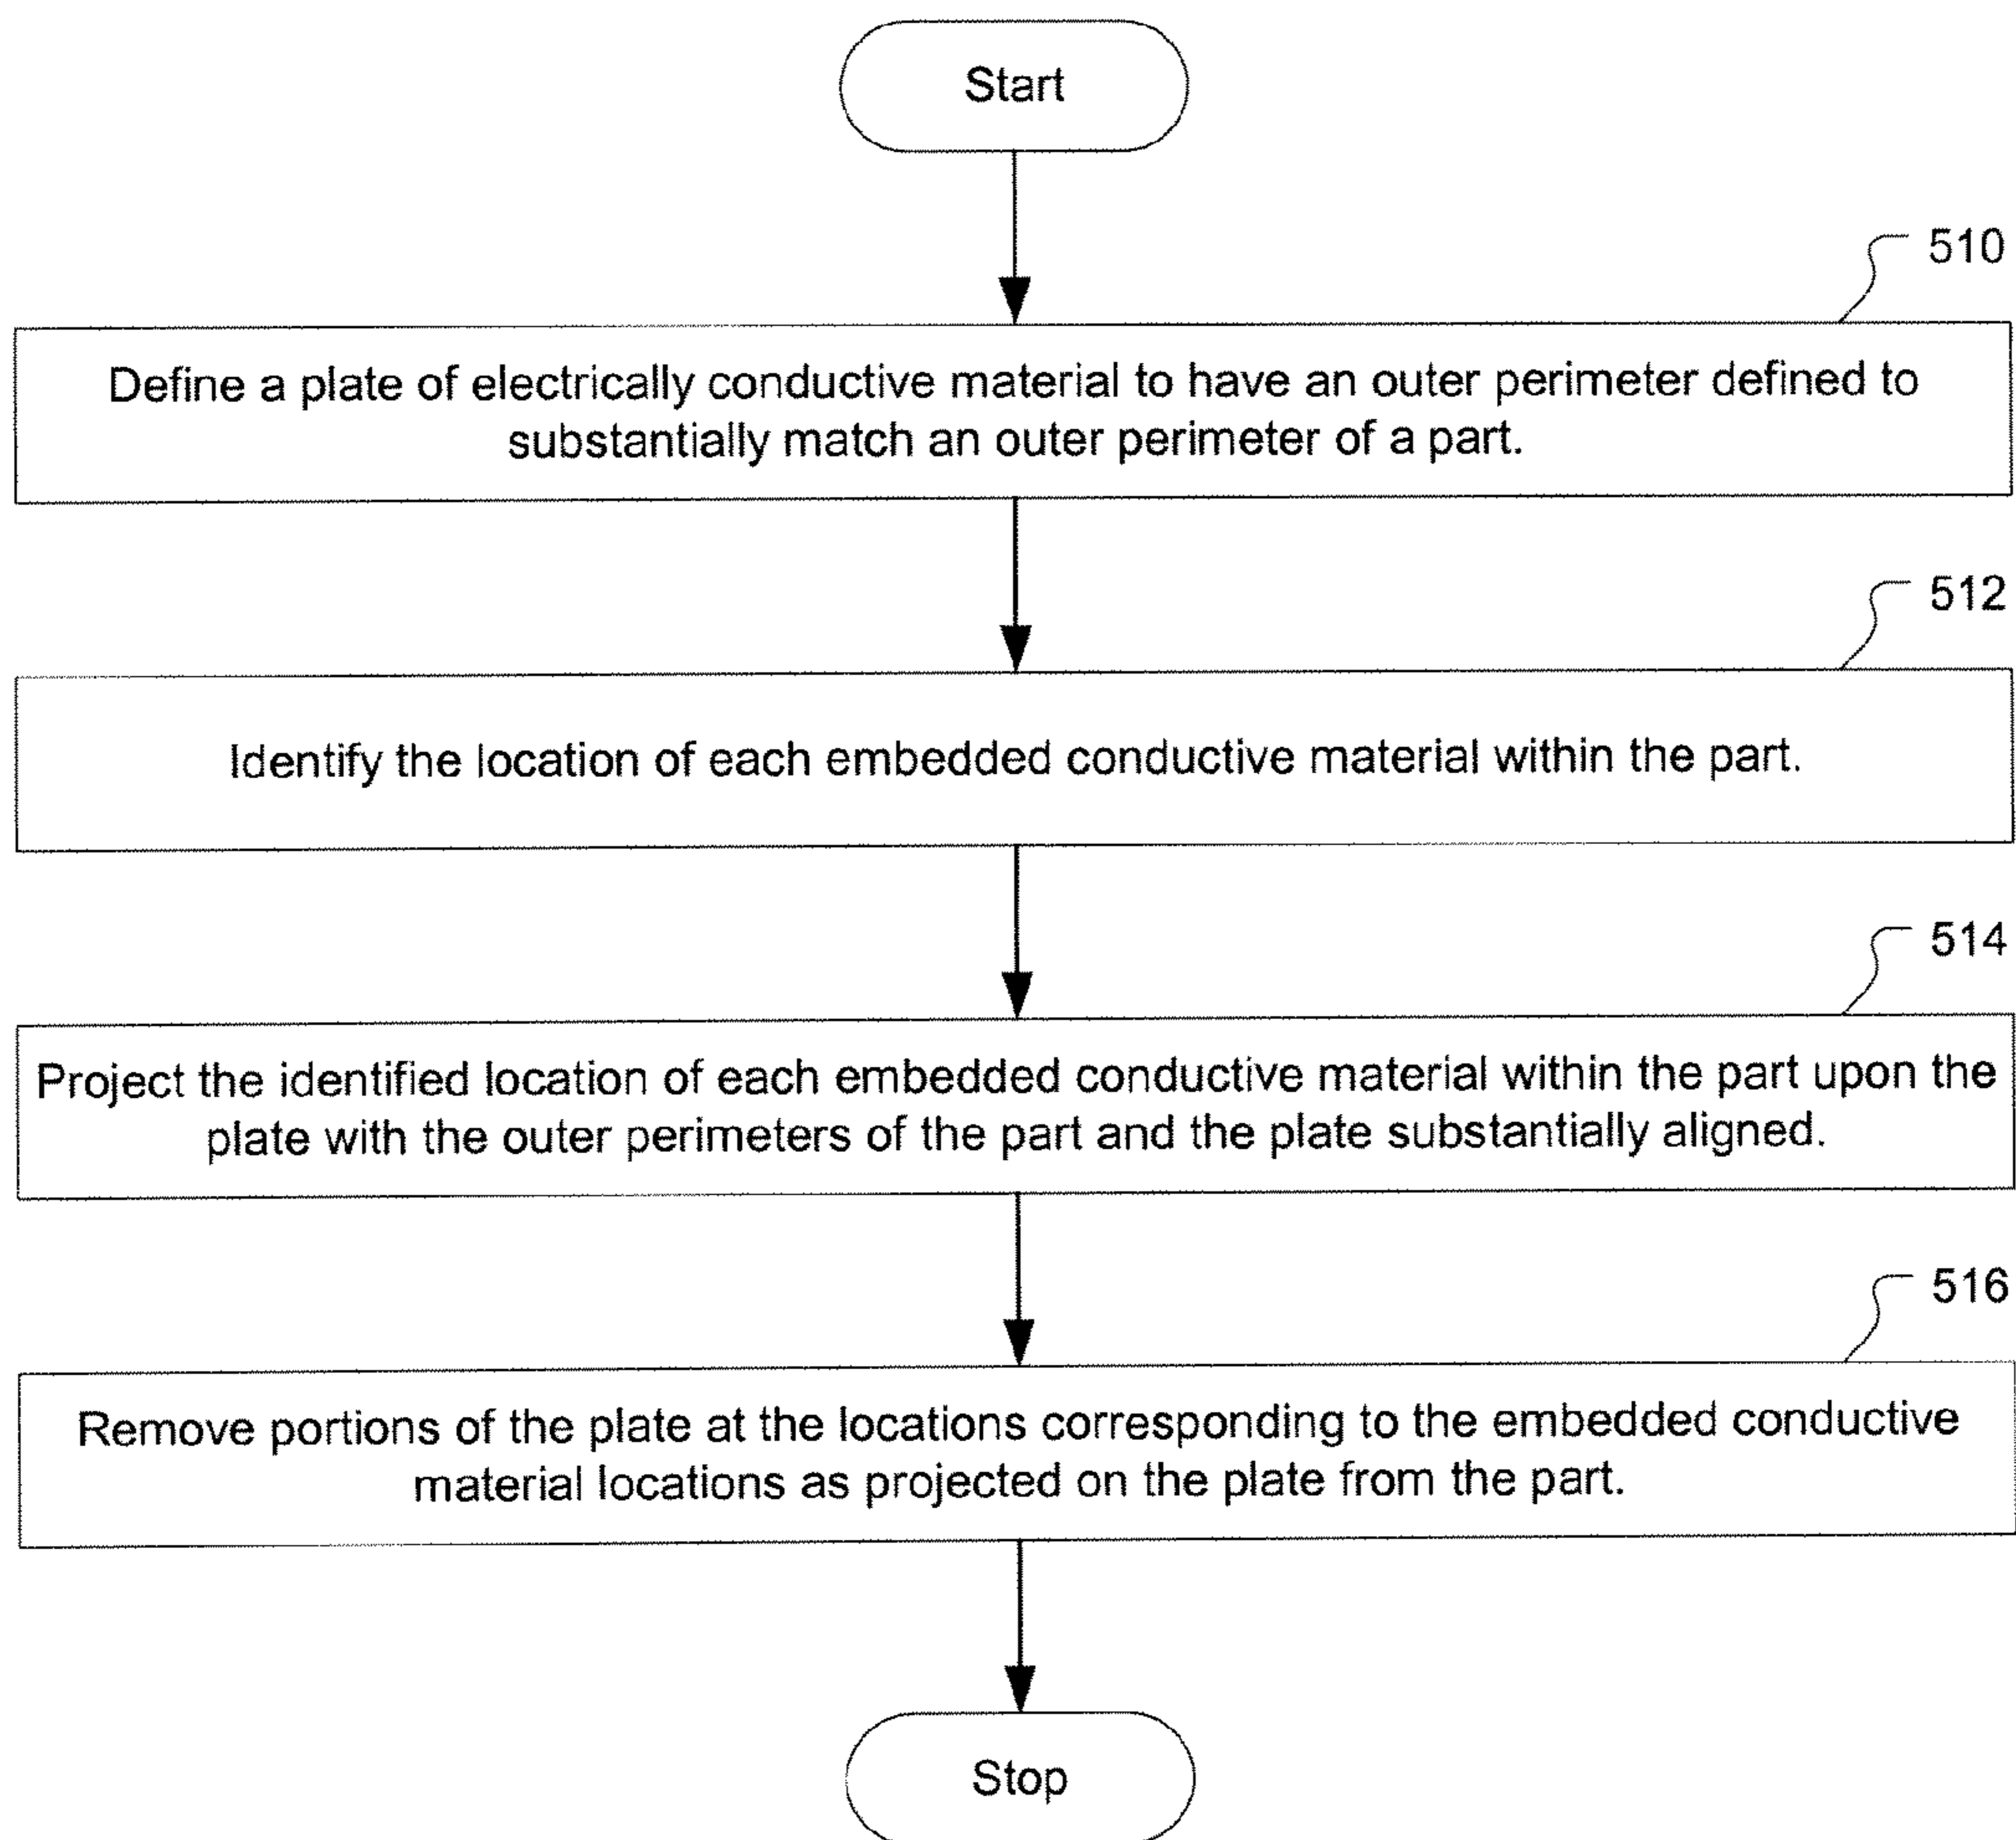 Start
510
Define a plate of electrically conductive material to have an outer perimeter defined to
substantially match an outer perimeter of a part.
512
Identify the location of each embedded conductive material within the part.
514
Project the identified location of each embedded conductive material within the part upon the
plate with the outer perimeters of the part and the plate substantially aligned.
516
Remove portions of the plate at the locations corresponding to the embedded conductive
material locations as projected on the plate from the part.
Stop